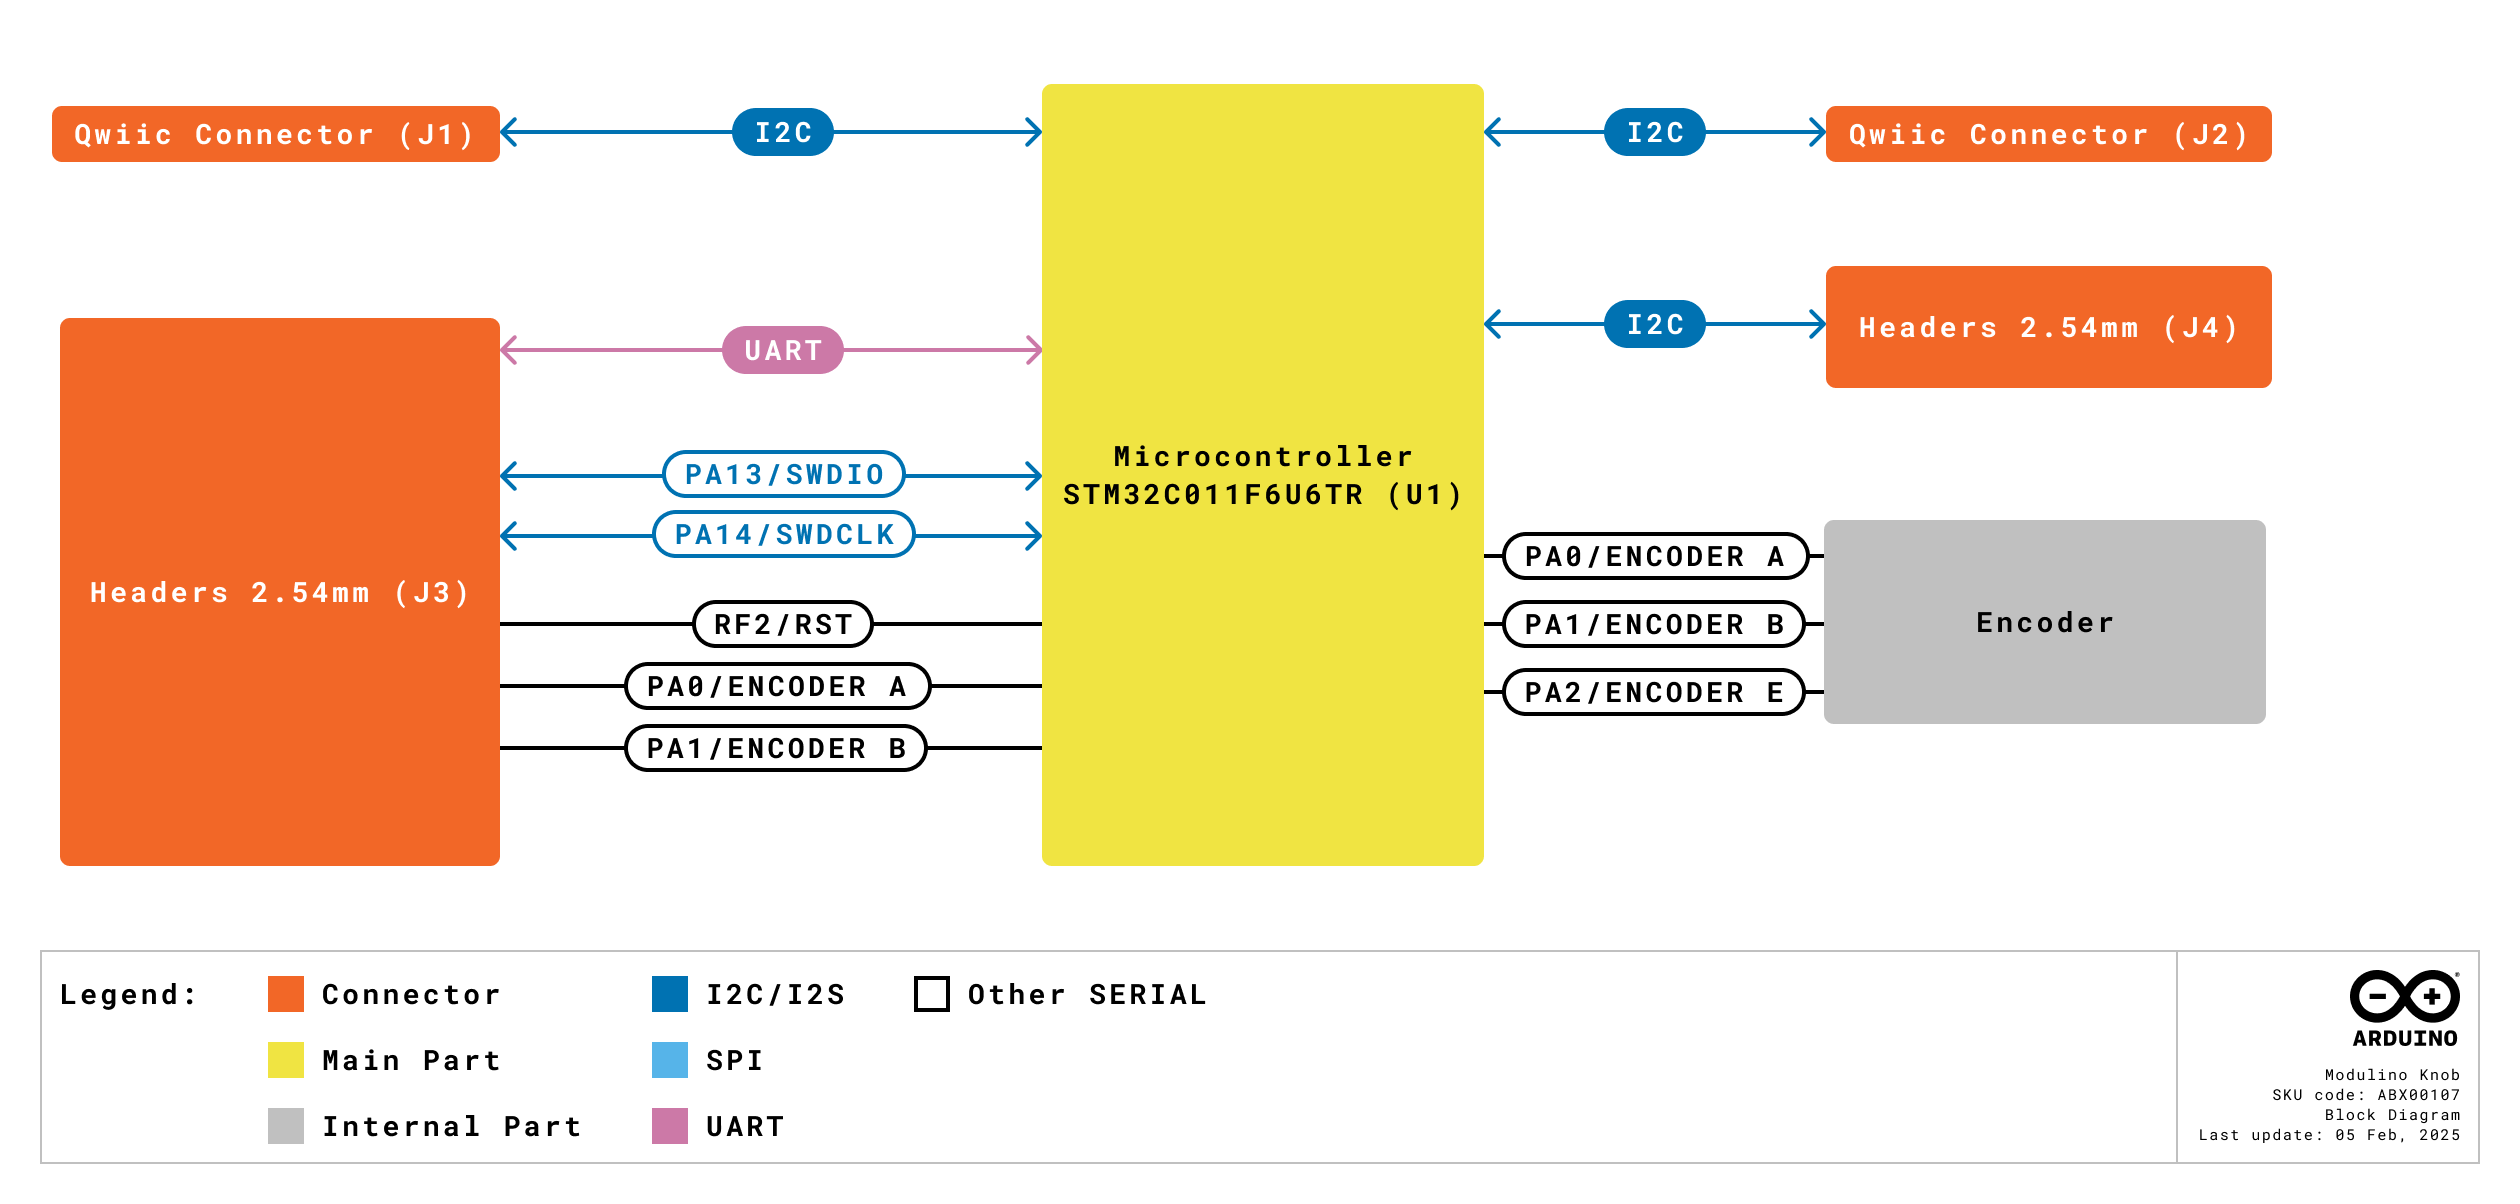 Qwiic Connector (J1)
I2C
I2C
Qwiic Connector (J2)
UART
I2C
Headers 2.54mm (J4)
Headers 2.54mm (J3)
PA13/SWDIO
PA14/SWDCLK
RF2/RST
PA0/ENCODER A
PA1/ENCODER B
Microcontroller
STM32C011F6U6TR (U1)
PA0/ENCODER A
PA1/ENCODER B
PA2/ENCODER E
Encoder
Legend:
Connector
Main Part
Internal Part
I2C/I2S
SPI
UART
Other SERIAL
ARDUINO
Modulino Knob
SKU code: ABX00107
Block Diagram
Last update: 05 Feb, 2025